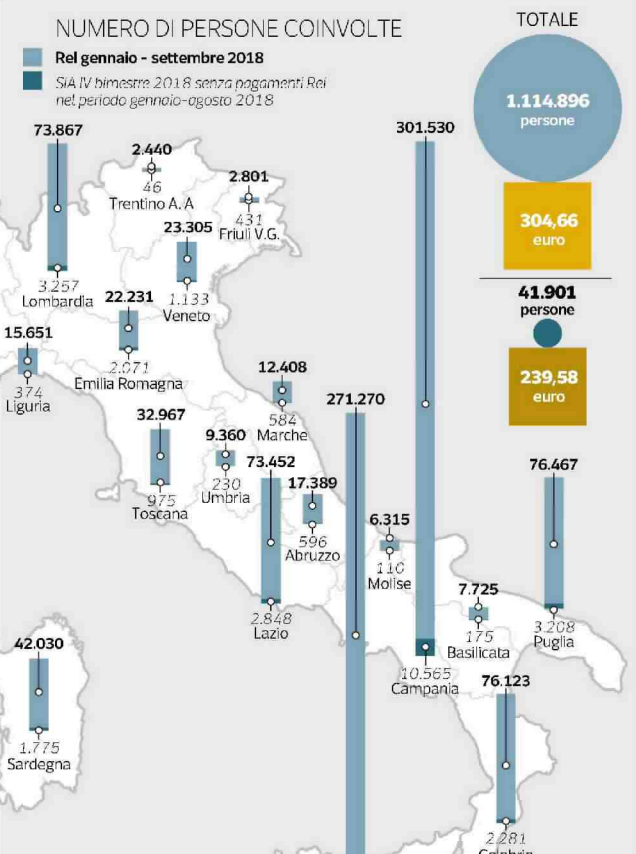 NUMERO DI PERSONE COINVOLTE
ReI gennaio - settembre 2018
SIA IV bimestre 2018 senza pagamenti Rei
nel periodo gennaio-agosto 2018
TOTALE
1.114.896
persone
304,66
euro
41.901
persone
239,58
euro
73.867
3.257
Lombardia
2.440
46
Trentino A. A
2.801
431
Friuli V.G.
23.305
1.133
Veneto
22.231
2.071
Emilia Romagna
15.651
374
Liguria
12.408
584
Marche
32.967
975
Toscana
9.360
230
Umbria
73.452
2.848
Lazio
17.389
596
Abruzzo
271.270
6.315
110
Molise
301.530
10.565
Campania
7.725
175
Basilicata
76.467
3.208
Puglia
42.030
1.775
Sardegna
76.123
2.281